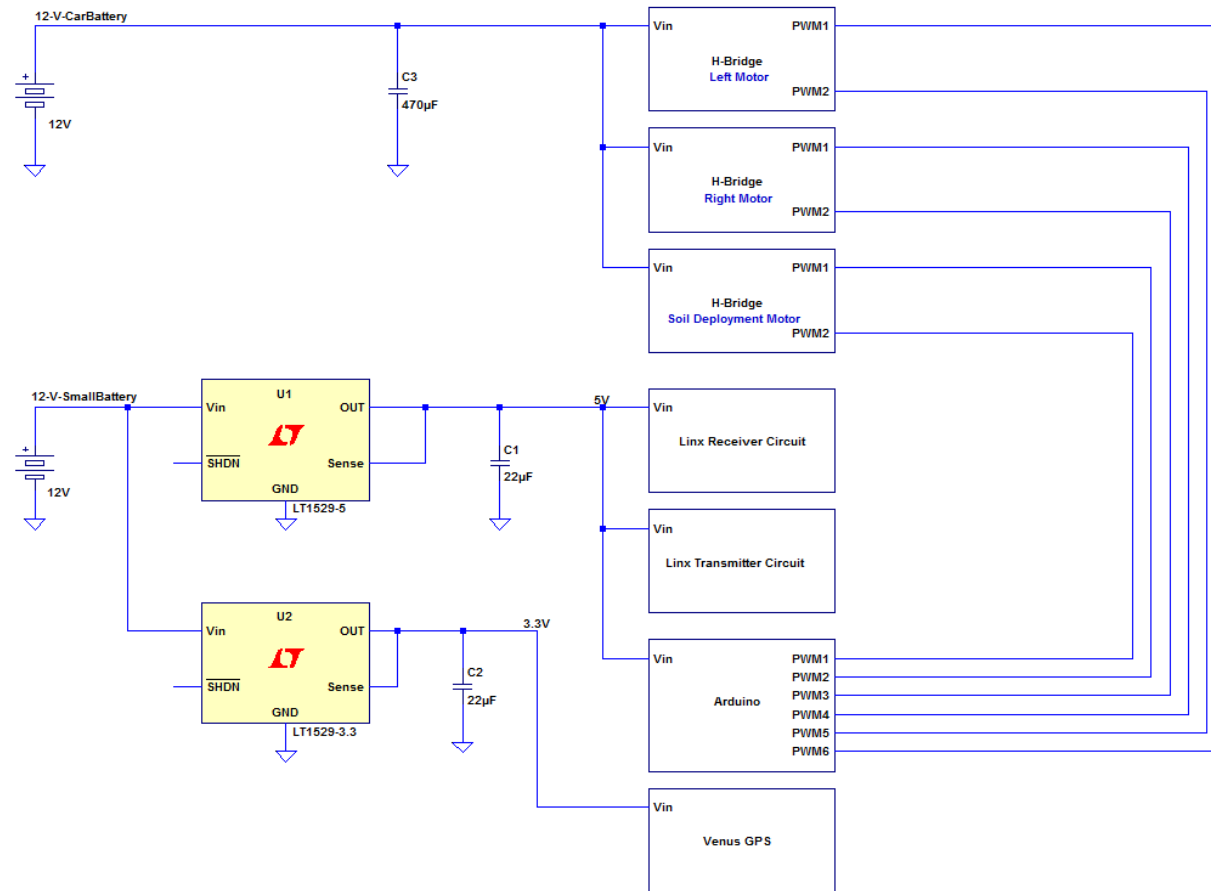 12-V-CarBattery
+
12V
C3
470µF
Vin
PWM1
H-Bridge
Left Motor
PWM2
Vin
PWM1
H-Bridge
Right Motor
PWM2
Vin
PWM1
H-Bridge
Soil Deployment Motor
PWM2
12-V-SmallBattery
+
12V
U1
Vin
OUT
SHDN
Sense
GND
LT1529-5
C1
22µF
5V
Vin
Linx Receiver Circuit
Vin
Linx Transmitter Circuit
U2
Vin
OUT
SHDN
Sense
GND
LT1529-3.3
C2
22µF
3.3V
Vin
PWM1
PWM2
PWM3
Arduino
PWM4
PWM5
PWM6
Vin
Venus GPS